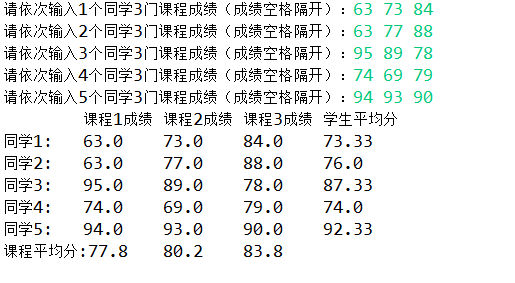 请依次输入1个同学3门课程成绩（成绩空格隔开）：63 73 84
请依次输入2个同学3门课程成绩（成绩空格隔开）：63 77 88
请依次输入3个同学3门课程成绩（成绩空格隔开）：95 89 78
请依次输入4个同学3门课程成绩（成绩空格隔开）：74 69 79
请依次输入5个同学3门课程成绩（成绩空格隔开）：94 93 90
课程1成绩 课程2成绩 课程3成绩 学生平均分
同学1: 63.0 73.0 84.0 73.33
同学2: 63.0 77.0 88.0 76.0
同学3: 95.0 89.0 78.0 87.33
同学4: 74.0 69.0 79.0 74.0
同学5: 94.0 93.0 90.0 92.33
课程平均分:77.8 80.2 83.8